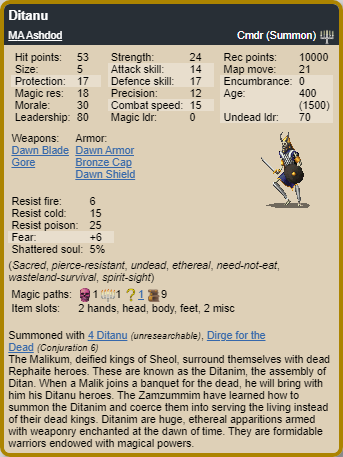 Ditanu
MA Ashdod Cmdr (Summon)
Hit points: 53 Strength: 24 Rec points: 10000
Size: 5 Attack skill: 14 Map move: 21
Protection: 17 Defence skill: 17 Encumbrance: 0
Magic res: 18 Precision: 12 Age: 400
Morale: 30 Combat speed: 15 (1500)
Leadership: 80 Magic ldr: 0 Undead ldr: 70
Weapons: Armor:
Dawn Blade Dawn Armor
Gore Bronze Cap
Dawn Shield
Resist fire: 6
Resist cold: 15
Resist poison: 25
Fear: +6
Shattered soul: 5%
(Sacred, pierce-resistant, undead, ethereal, need-not-eat,
wasteland-survival, spirit-sight)
Magic paths: 1 1 ? 1 9
Item slots: 2 hands, head, body, feet, 2 misc
Summoned with 4 Ditanu (unresearchable), Dirge for the
Dead (Conjuration 6)
The Malikum, deified kings of Sheol, surround themselves with dead
Rephaite heroes. These are known as the Ditanim, the assembly of
Ditan. When a Malik joins a banquet for the dead, he will bring with
him his Ditanu heroes. The Zamzummim have learned how to
summon the Ditanim and coerce them into serving the living instead
of their dead kings. Ditanim are huge, ethereal apparitions armed
with weaponry enchanted at the dawn of time. They are formidable
warriors endowed with magical powers.